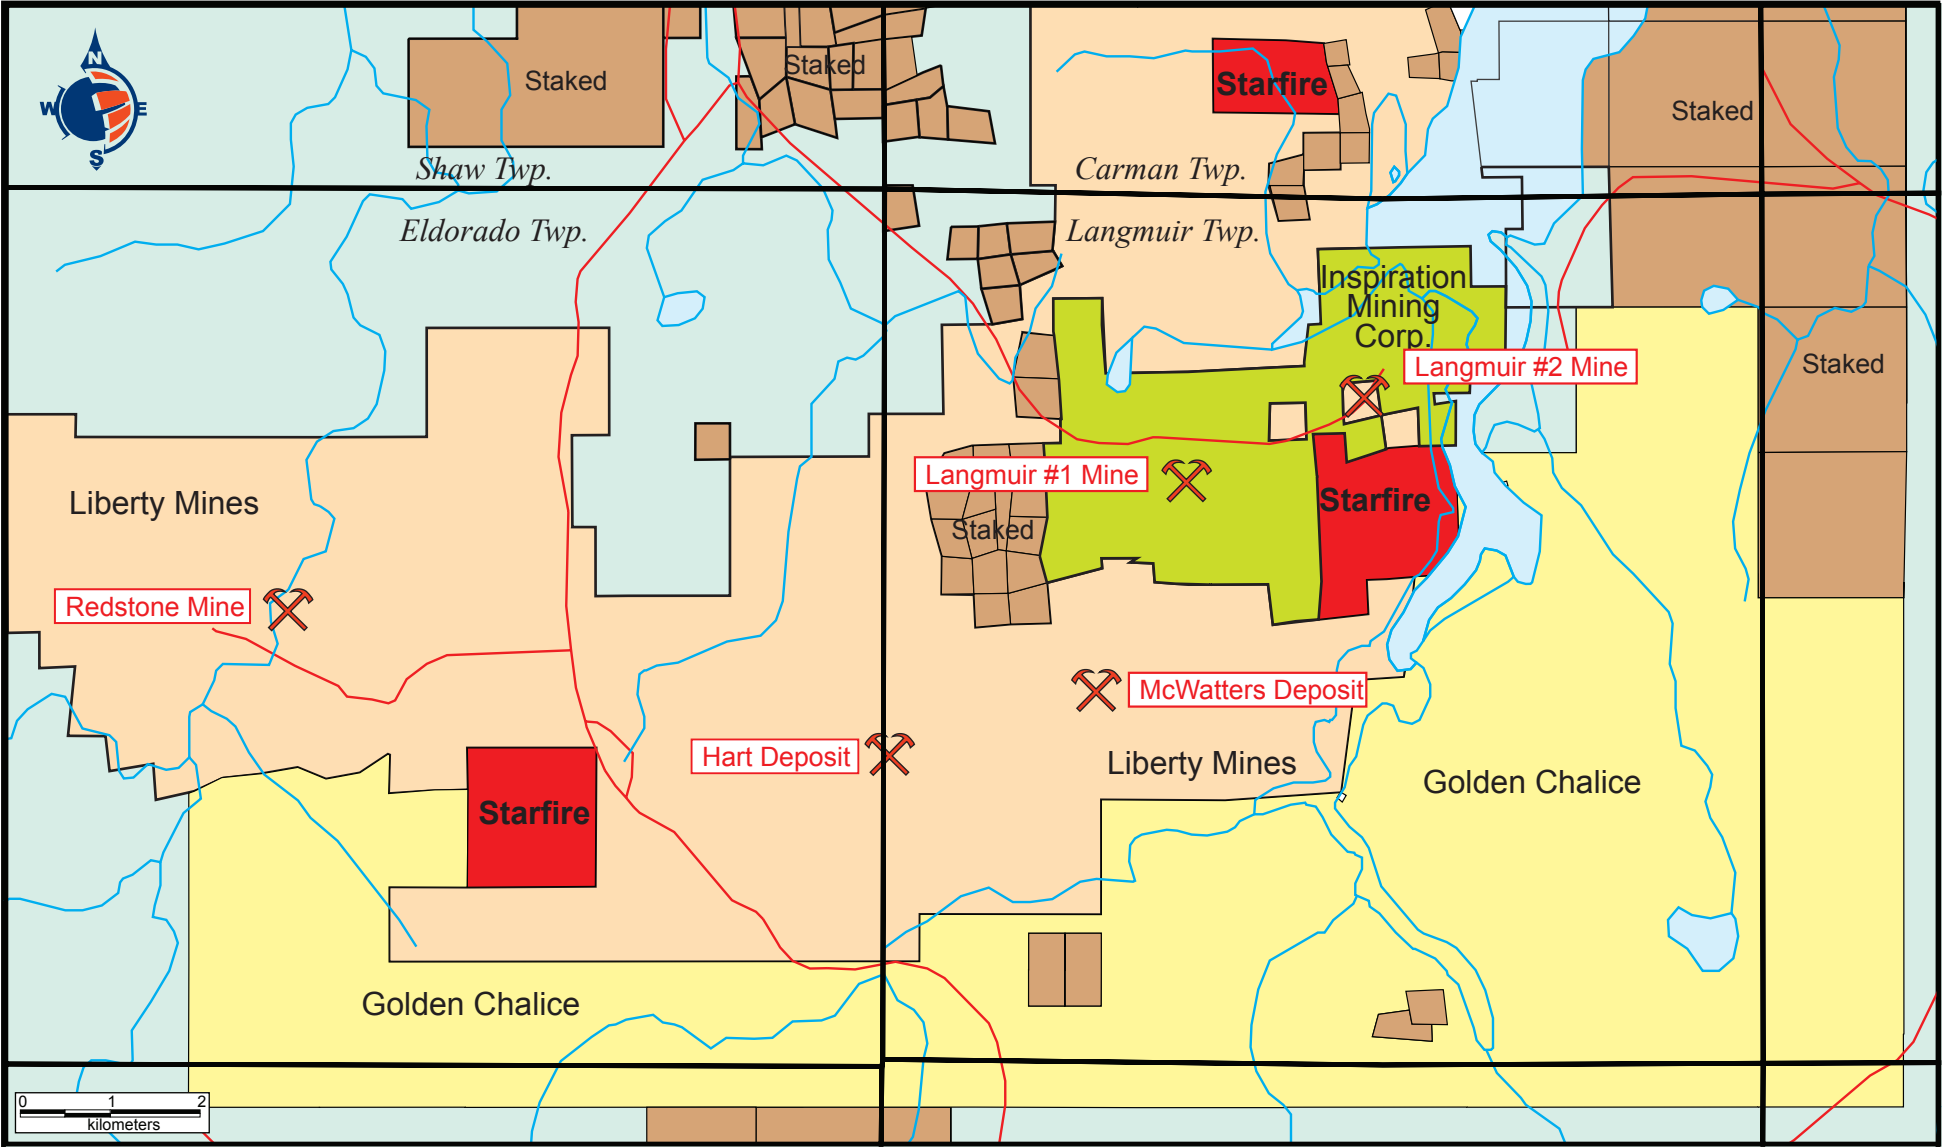 N
W
E
S
Staked
Staked
Starfire
Staked
Shaw Twp.
Carman Twp.
Eldorado Twp.
Langmuir Twp.
Inspiration
Mining
Corp.
Langmuir #2 Mine
Staked
Langmuir #1 Mine
Starfire
Liberty Mines
Staked
Redstone Mine
McWatters Deposit
Hart Deposit
Liberty Mines
Golden Chalice
Starfire
Golden Chalice
0 1 2
kilometers